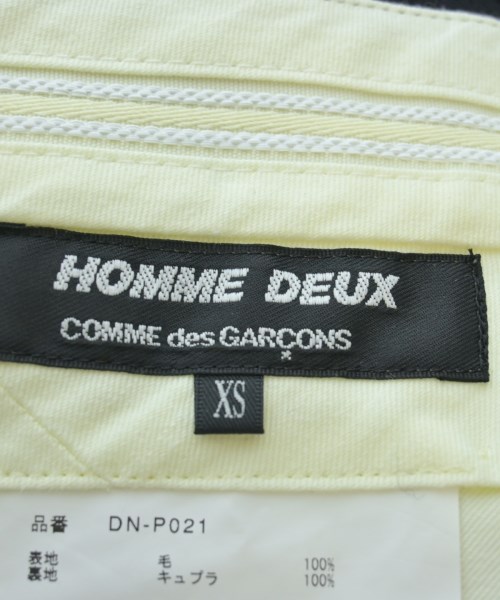 HOMME DEUX
COMME des GARÇONS
XS
品番 DN-P021
表地 毛 100%
裏地 キュプラ 100%